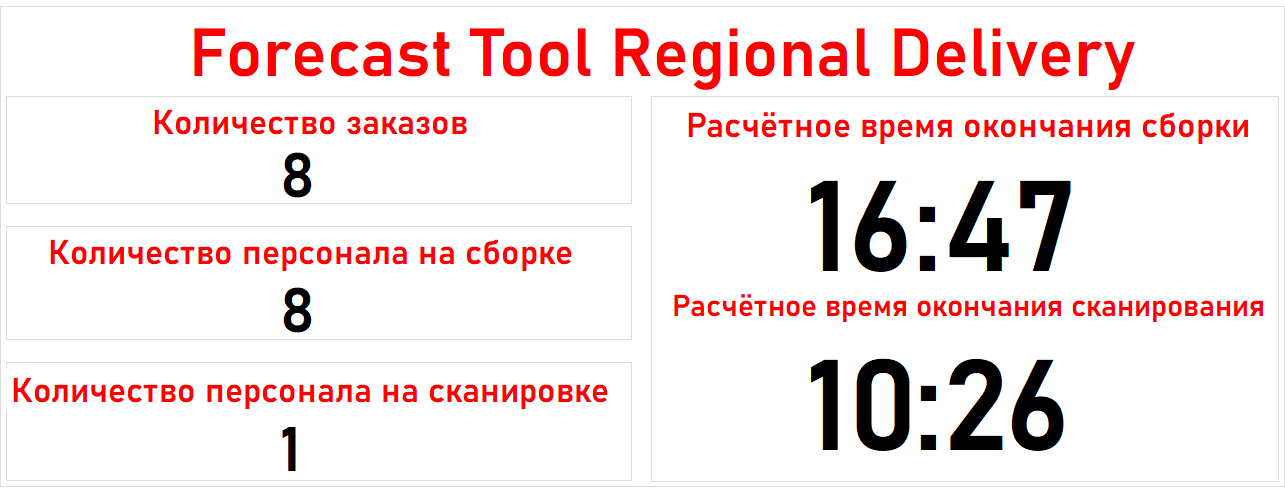 Forecast Tool Regional Delivery
Количество заказов
8
Количество персонала на сборке
8
Количество персонала на сканировке
1
Расчётное время окончания сборки
16:47
Расчётное время окончания сканирования
10:26